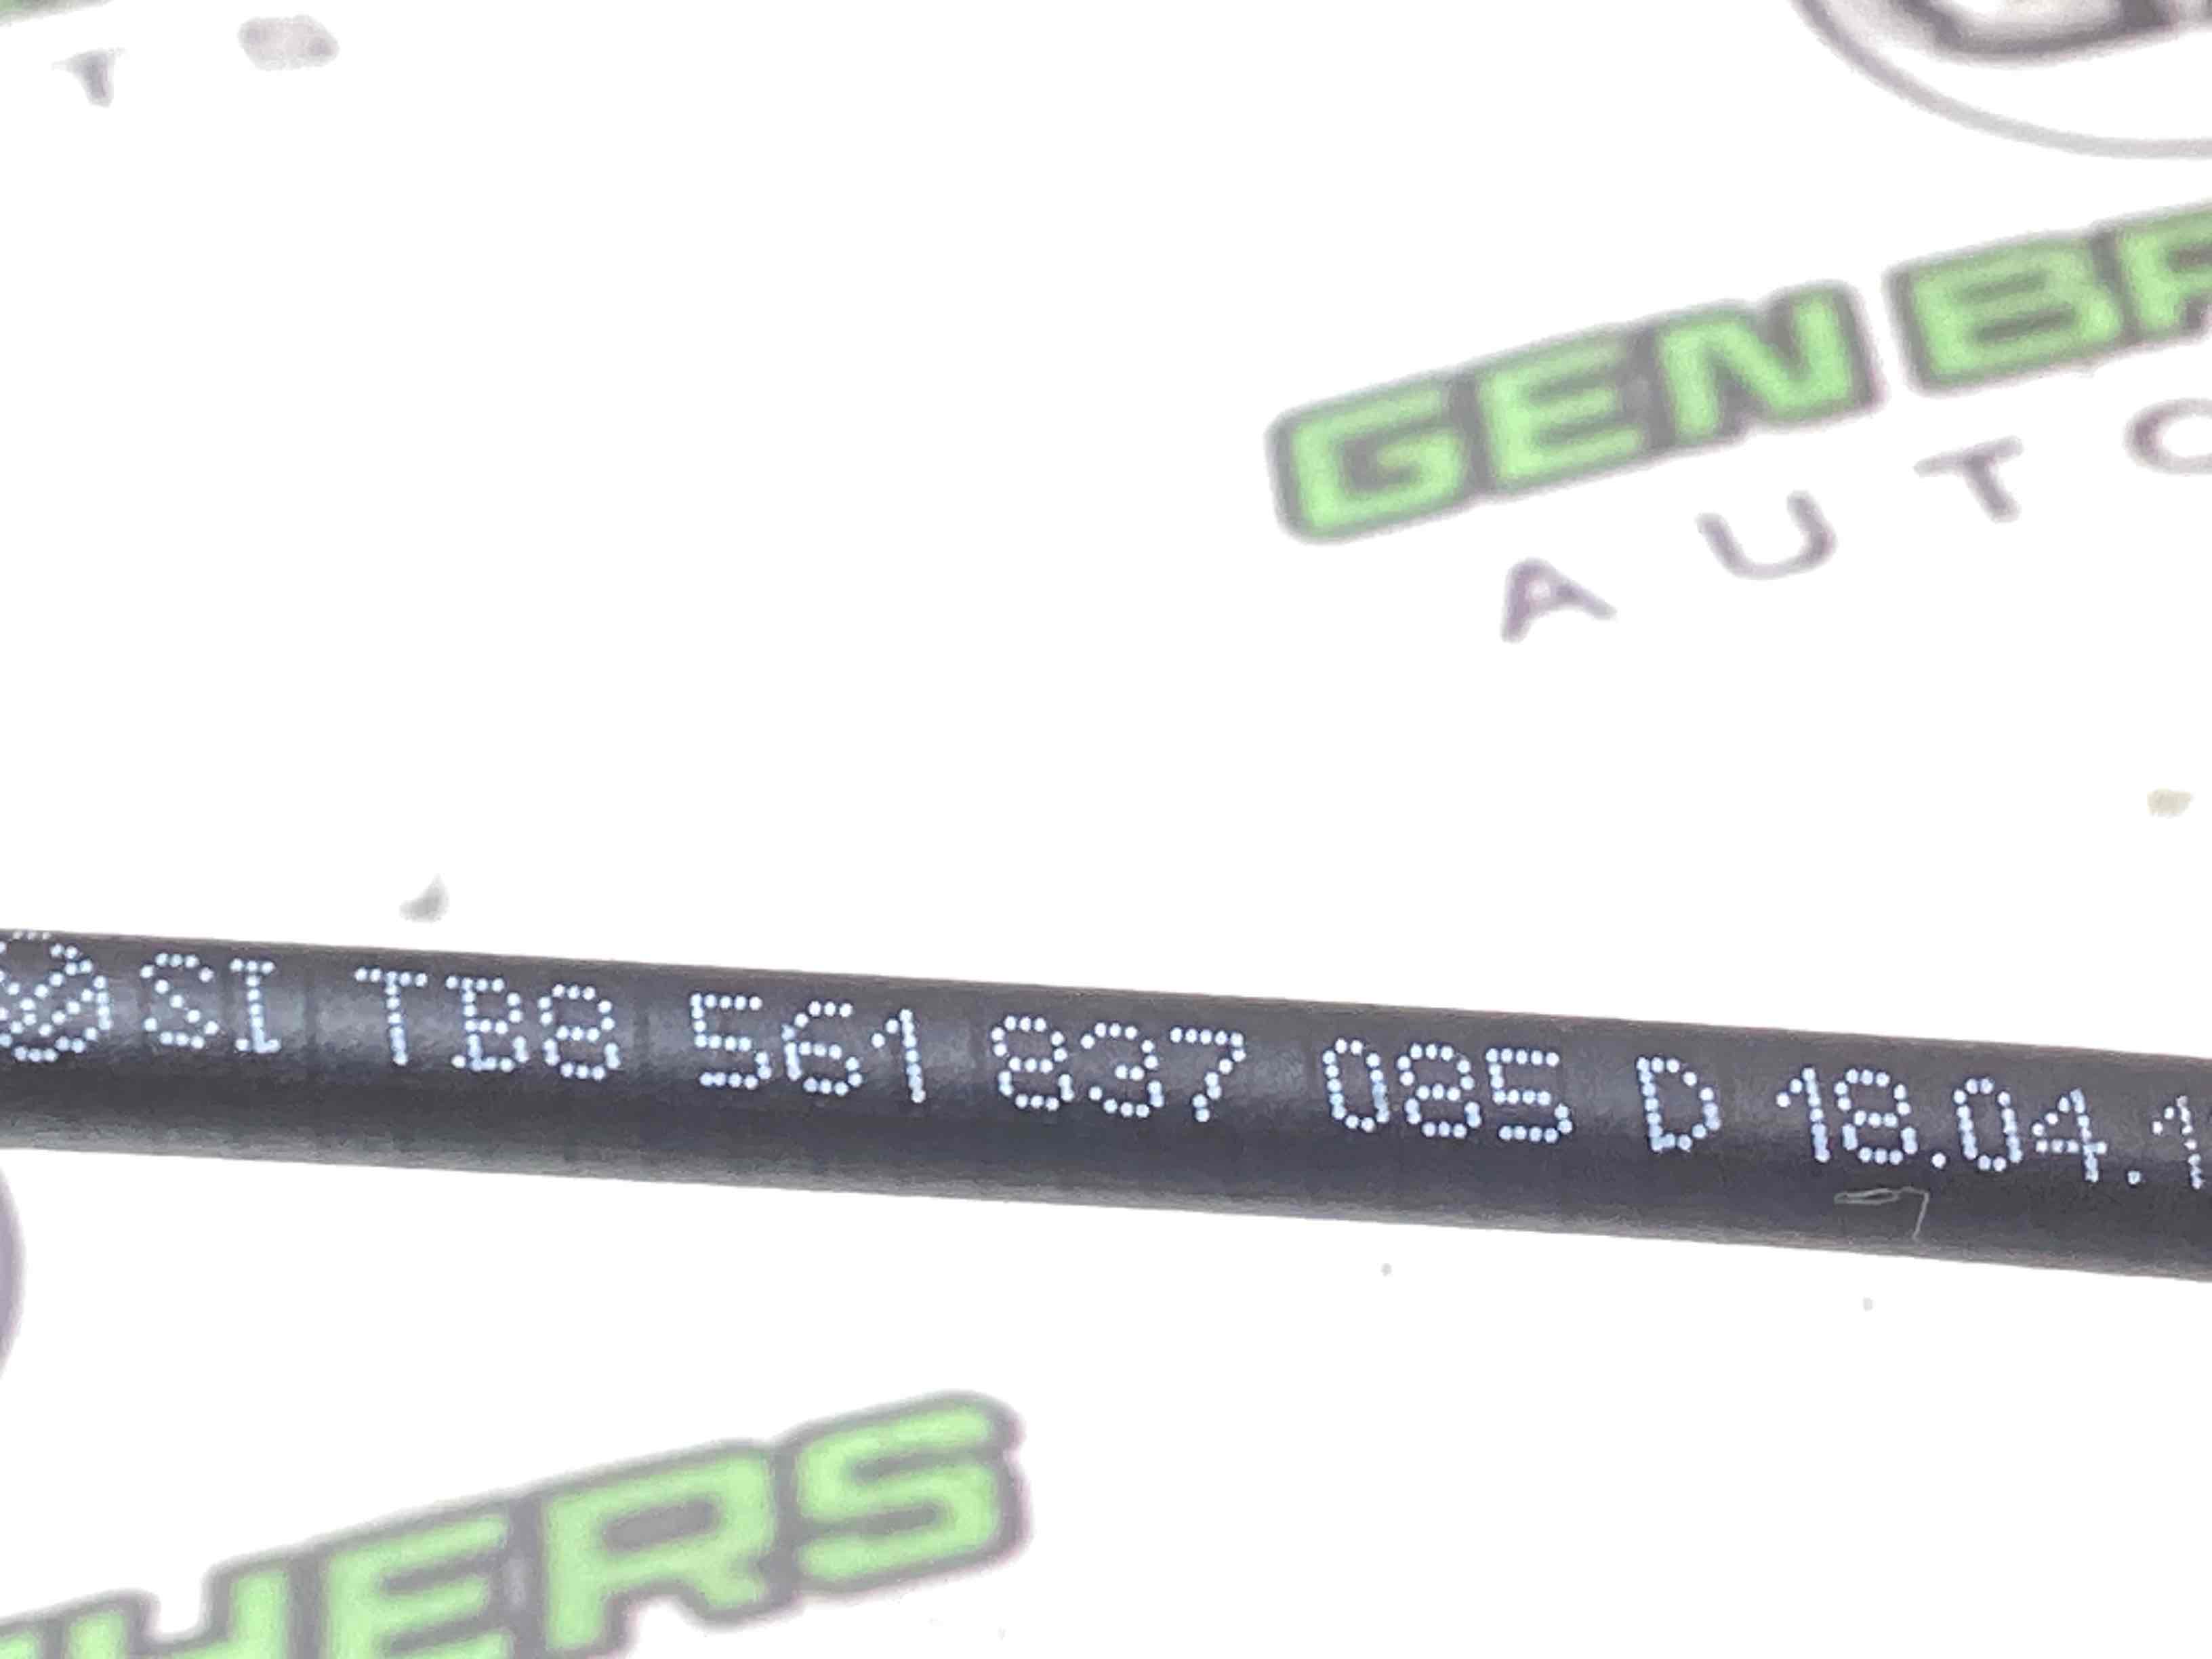 T
GEN BR
AUTO
SI TB8 561 837 085 D 18.04.1
HERS